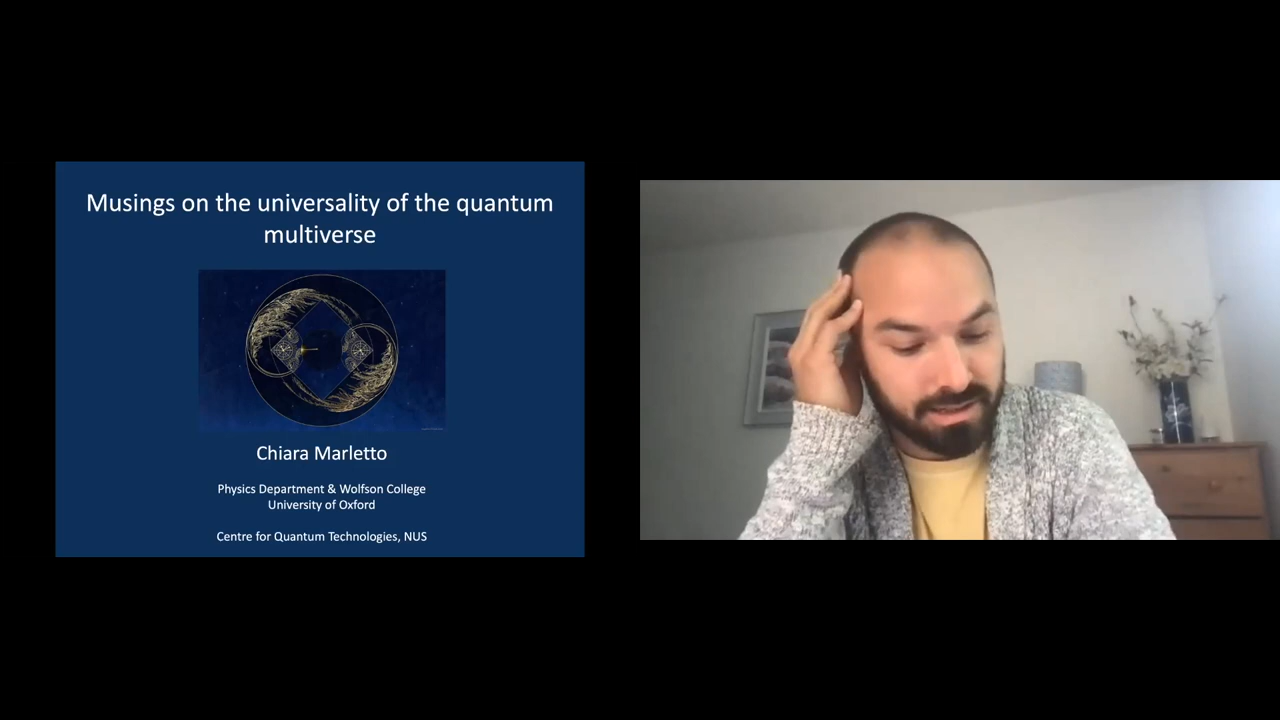 Musings on the universality of the quantum
multiverse
Chiara Marletto
Physics Department & Wolfson College
University of Oxford
Centre for Quantum Technologies, NUS